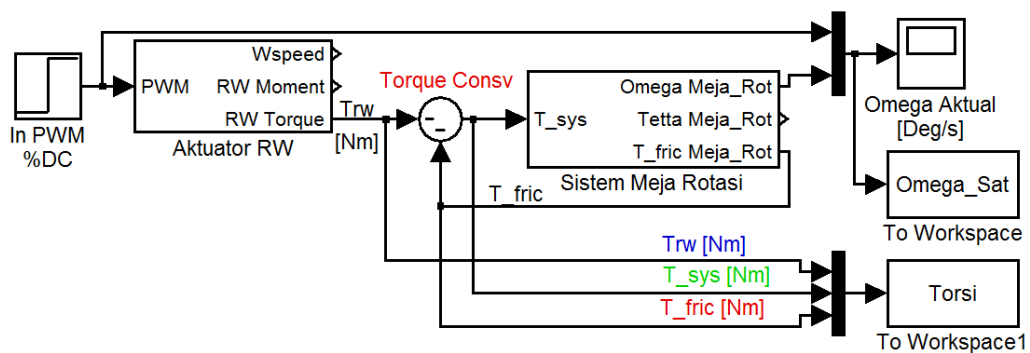 In PWM
%DC
PWM
Wspeed
RW Moment
RW Torque
Aktuator RW
Trw
[Nm]
Torque Consv
-
-
T_sys
Omega Meja_Rot
Tetta Meja_Rot
T_fric Meja_Rot
Sistem Meja Rotasi
T_fric
Omega Aktual
[Deg/s]
Omega_Sat
To Workspace
Trw [Nm]
T_sys [Nm]
T_fric [Nm]
Torsi
To Workspace1